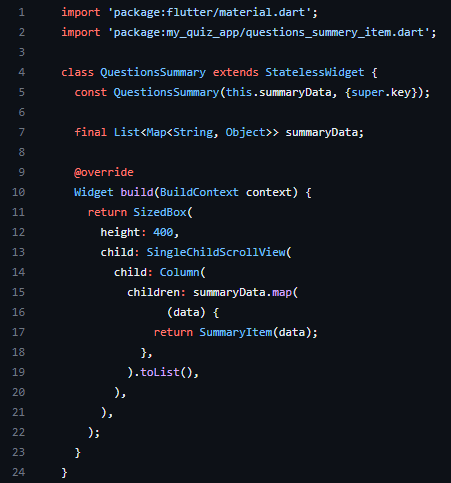 1 import 'package:flutter/material.dart';
2 import 'package:my_quiz_app/questions_summery_item.dart';
3
4 class QuestionsSummary extends StatelessWidget {
5   const QuestionsSummary(this.summaryData, {super.key});
6
7   final List<Map<String, Object>> summaryData;
8
9   @override
10   Widget build(BuildContext context) {
11     return SizedBox(
12       height: 400,
13       child: SingleChildScrollView(
14         child: Column(
15           children: summaryData.map(
16                 (data) {
17               return SummaryItem(data);
18             },
19           ).toList(),
20         ),
21       ),
22     );
23   }
24 }